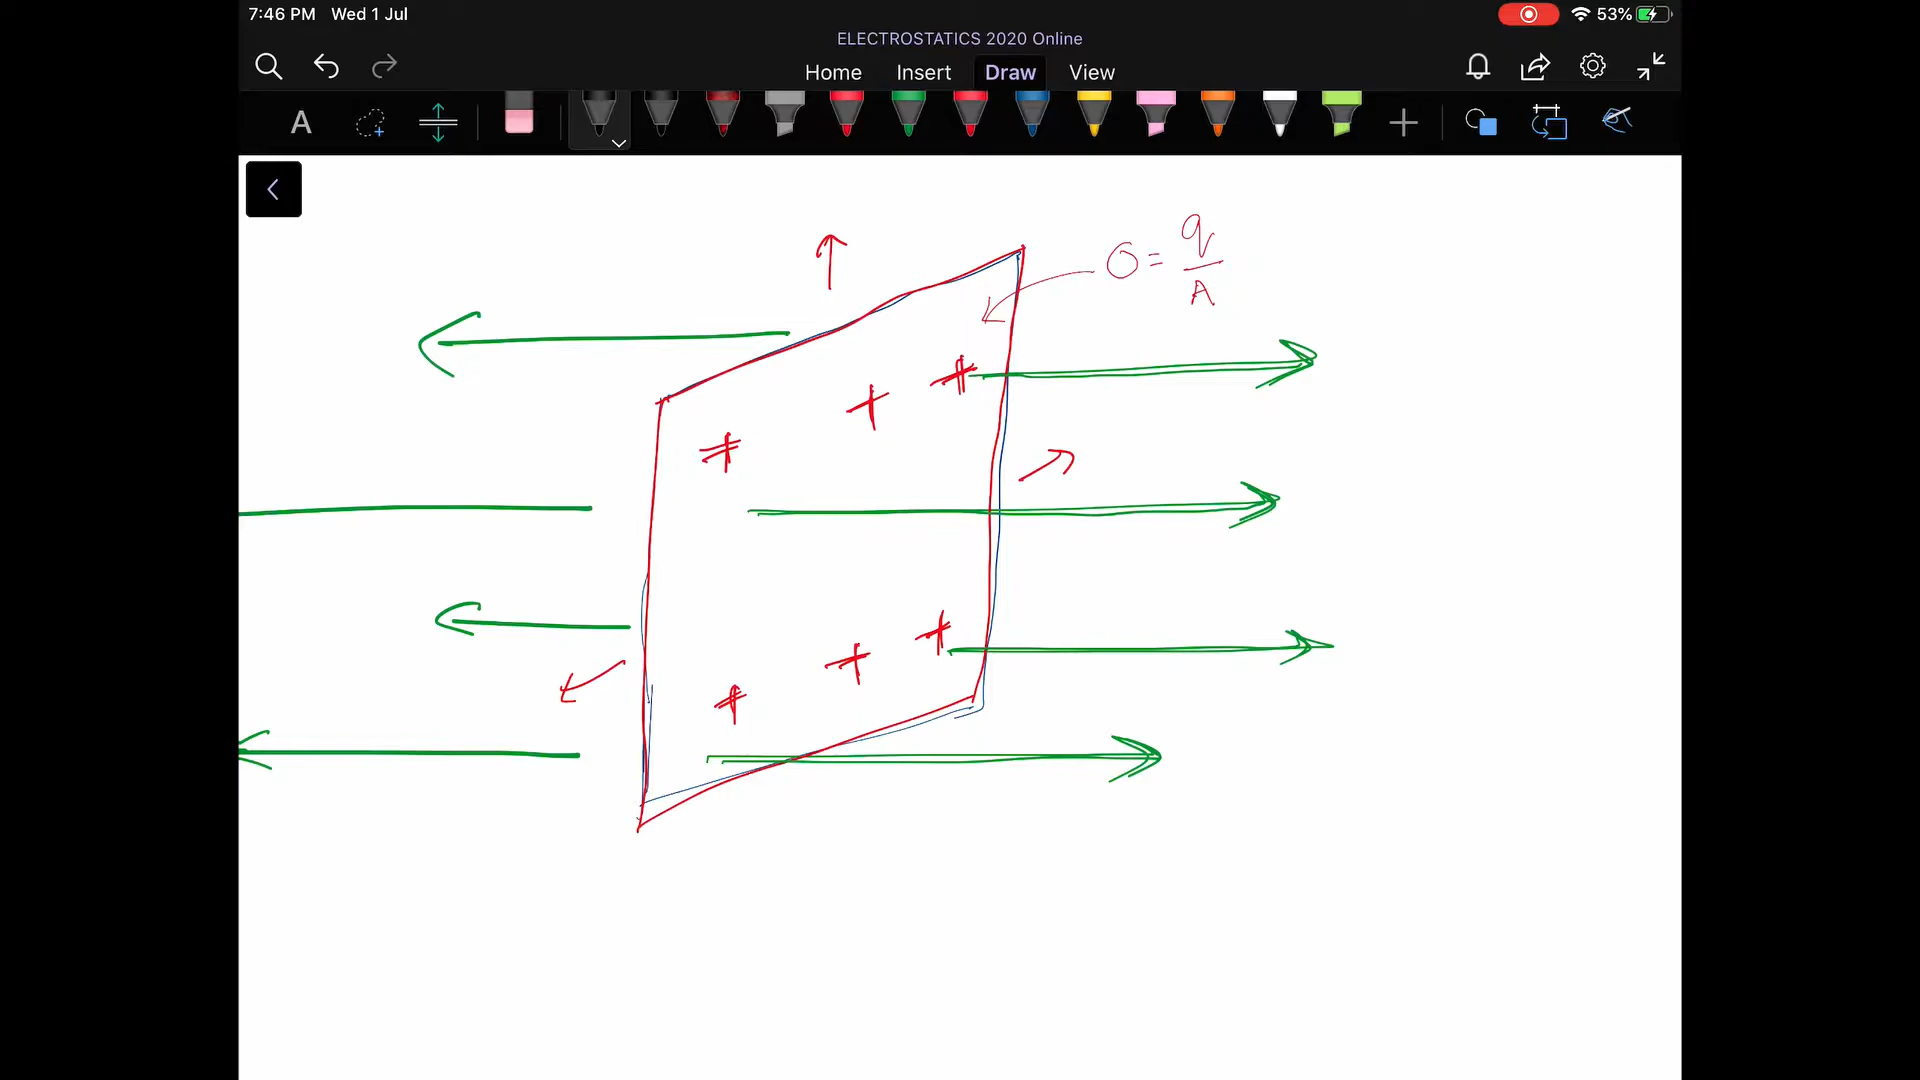 7:46 PM Wed 1 Jul
53%
ELECTROSTATICS 2020 Online
Home Insert Draw View
A
σ = q
A
+ + +
+ + +